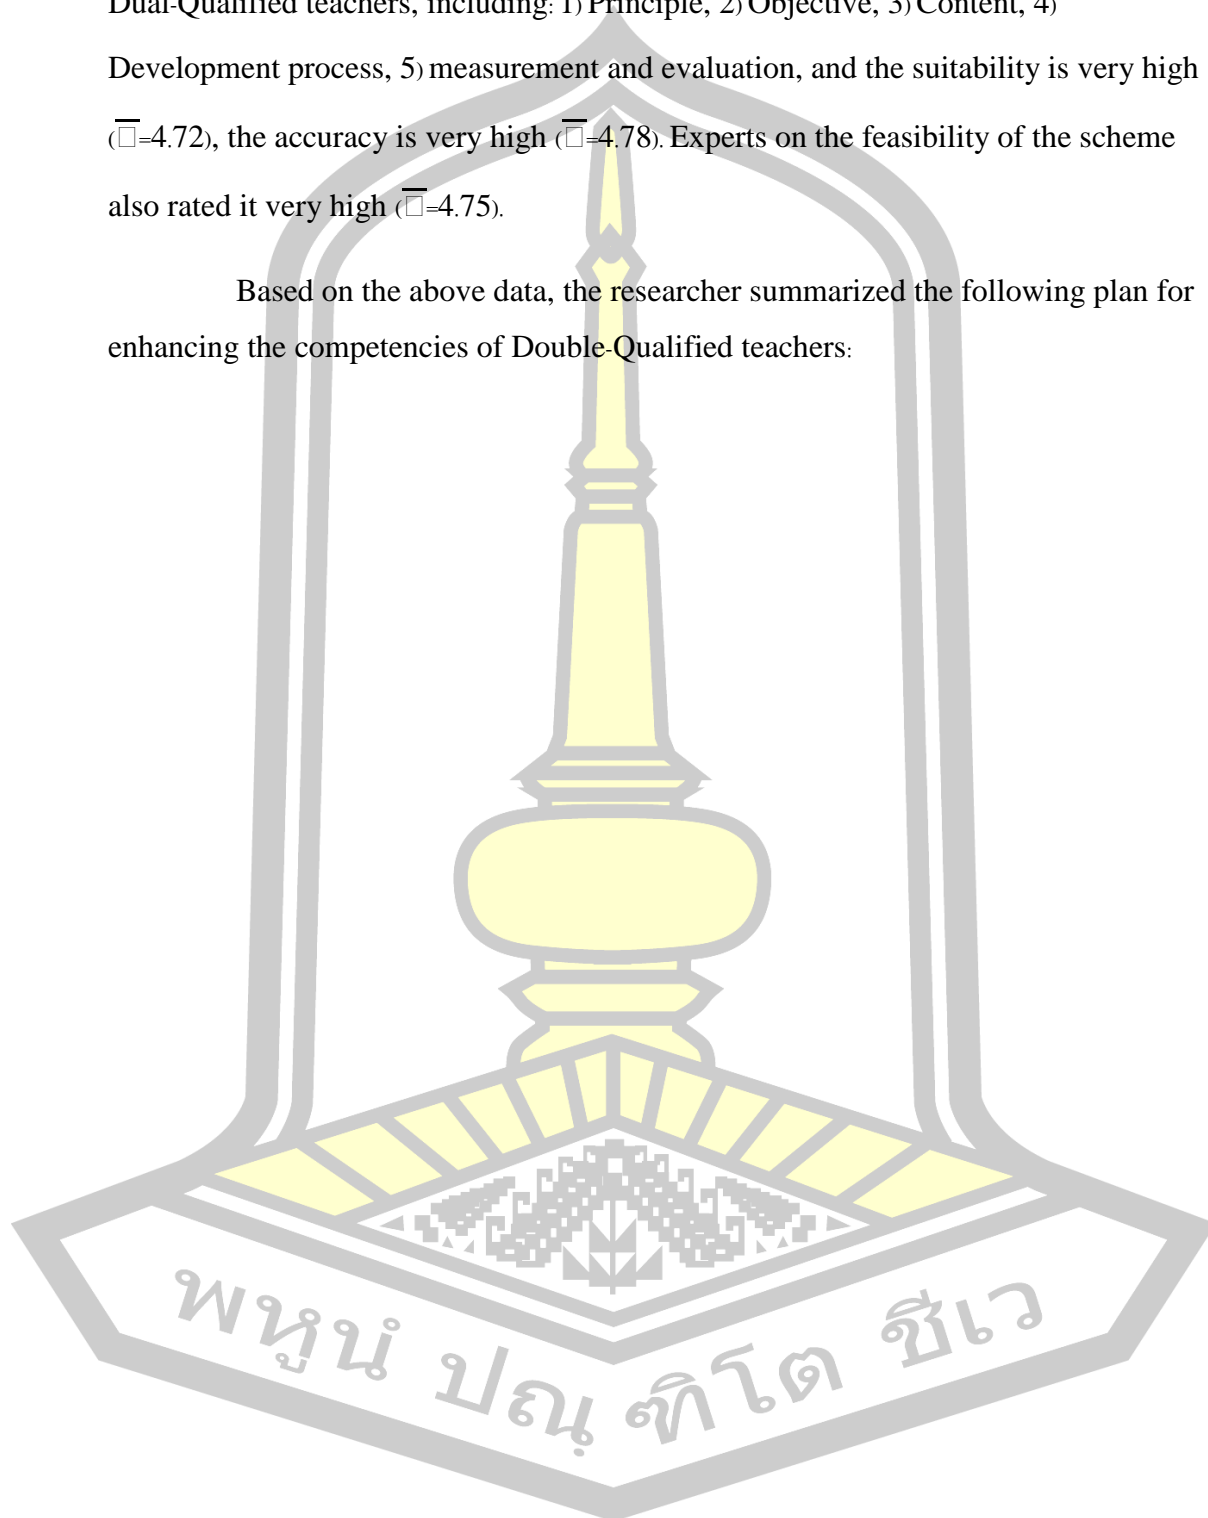 Dual-Qualified teachers, including: 1) Principle, 2) Objective, 3) Content, 4)
Development process, 5) measurement and evaluation, and the suitability is very high
(□̅=4.72), the accuracy is very high (□̅=4.78). Experts on the feasibility of the scheme
also rated it very high (□̅=4.75).
Based on the above data, the researcher summarized the following plan for
enhancing the competencies of Double-Qualified teachers:
พหูนํ ปณฺฑิโต ชีเว